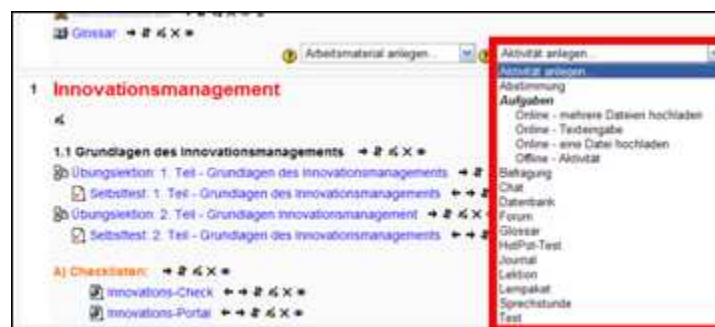 Glossar
Arbeitsmaterial anlegen...
Aktivität anlegen...
Aktivität anlegen...
Abstimmung
Aufgaben
Online - mehrere Dateien hochladen
Online - Texteingabe
Online - eine Datei hochladen
Offline - Aktivität
Befragung
Chat
Datenbank
Forum
Glossar
HotPot-Test
Journal
Lektion
Lernpaket
Sprechstunde
Test
1 Innovationsmanagement
1.1 Grundlagen des Innovationsmanagements
Übungslektion: 1. Teil - Grundlagen des Innovationsmanagements
Selbsttest: 1. Teil - Grundlagen des Innovationsmanagements
Übungslektion: 2. Teil - Grundlagen Innovationsmanagement
Selbsttest: 2. Teil - Grundlagen des Innovationsmanagements
A) Checklisten:
Innovations-Check
Innovations-Portal